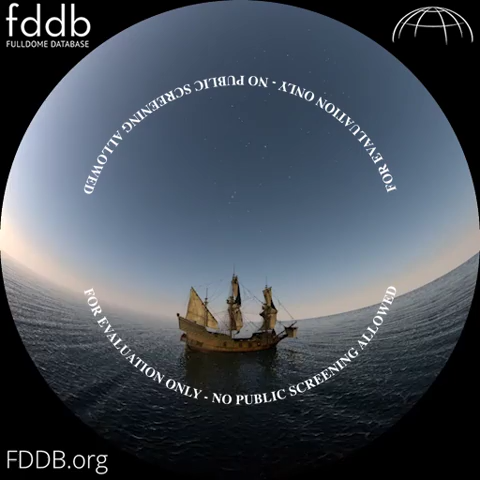 fddb
FULLDOME DATABASE
FOR EVALUATION ONLY - NO PUBLIC SCREENING ALLOWED
FOR EVALUATION ONLY - NO PUBLIC SCREENING ALLOWED
FDDB.org